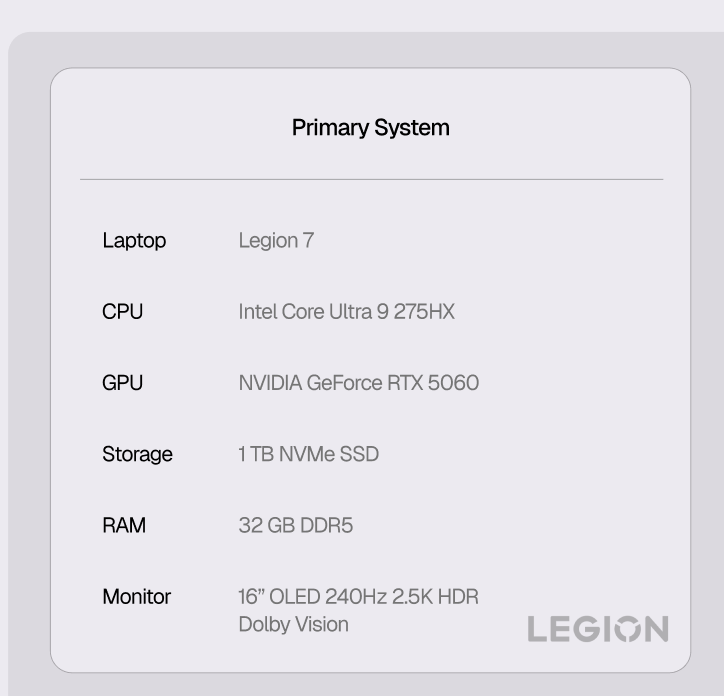 Primary System
Laptop Legion 7
CPU Intel Core Ultra 9 275HX
GPU NVIDIA GeForce RTX 5060
Storage 1 TB NVMe SSD
RAM 32 GB DDR5
Monitor 16” OLED 240Hz 2.5K HDR
Dolby Vision
LEGION